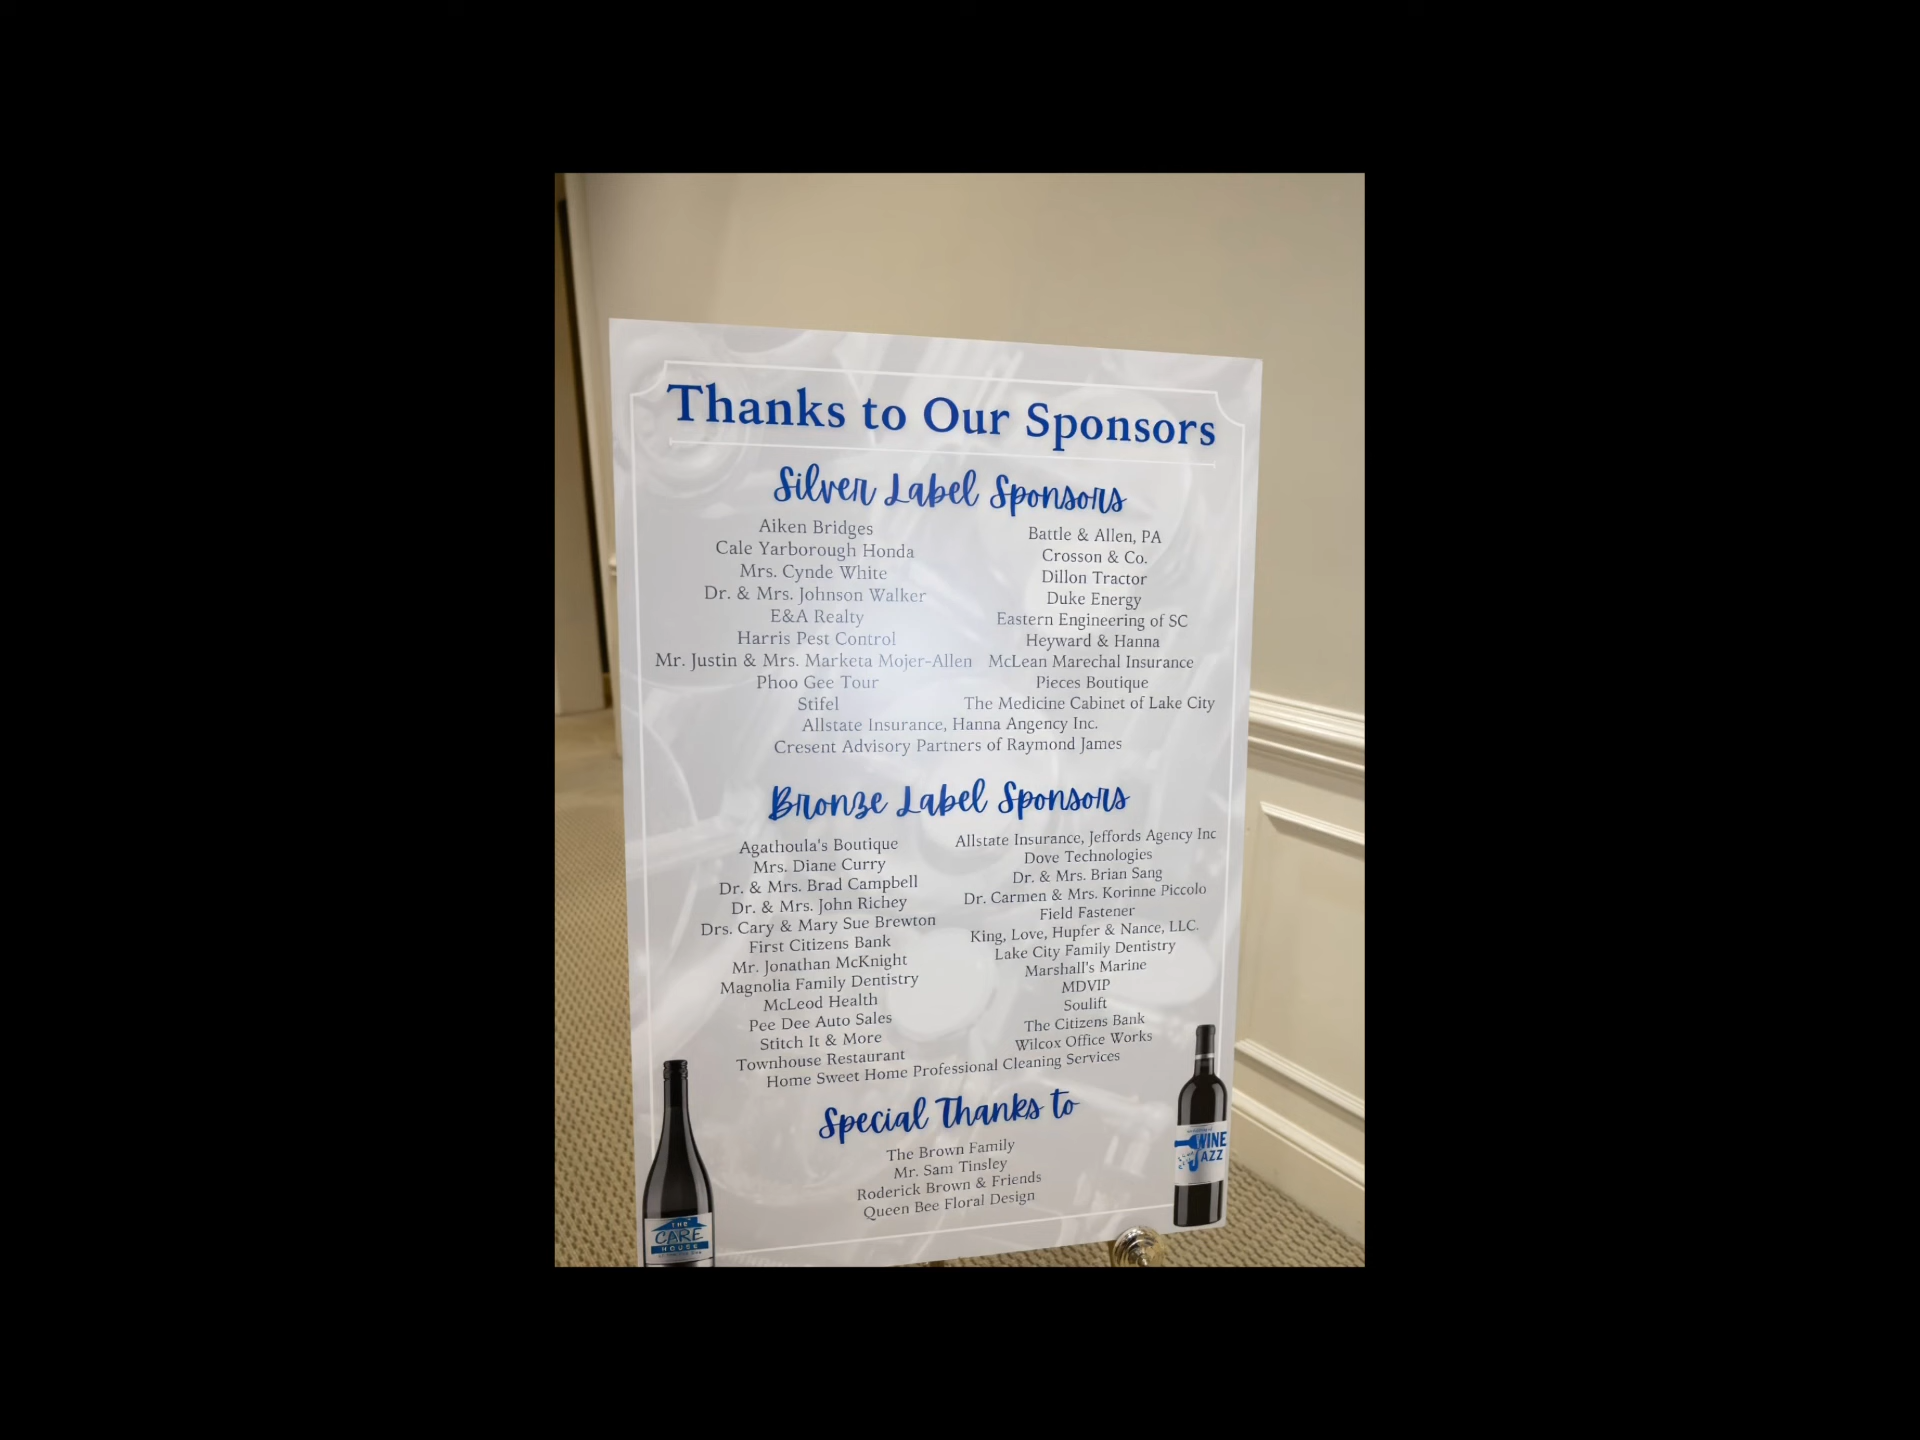 Thanks to Our Sponsors
Silver Label Sponsors
Aiken Bridges
Cale Yarborough Honda
Mrs. Cynde White
Dr. & Mrs. Johnson Walker
E&A Realty
Harris Pest Control
Mr. Justin & Mrs. Marketa Mojer-Allen
Phoo Gee Tour
Stifel
Battle & Allen, PA
Crosson & Co.
Dillon Tractor
Duke Energy
Eastern Engineering of SC
Heyward & Hanna
McLean Marechal Insurance
Pieces Boutique
The Medicine Cabinet of Lake City
Allstate Insurance, Hanna Angency Inc.
Cresent Advisory Partners of Raymond James
Bronze Label Sponsors
Agathoula's Boutique
Mrs. Diane Curry
Dr. & Mrs. Brad Campbell
Dr. & Mrs. John Richey
Drs. Cary & Mary Sue Brewton
First Citizens Bank
Mr. Jonathan McKnight
Magnolia Family Dentistry
McLeod Health
Pee Dee Auto Sales
Stitch It & More
Townhouse Restaurant
Allstate Insurance, Jeffords Agency Inc
Dove Technologies
Dr. & Mrs. Brian Sang
Dr. Carmen & Mrs. Korinne Piccolo
Field Fastener
King, Love, Hupfer & Nance, LLC.
Lake City Family Dentistry
Marshall's Marine
MDVIP
Soulift
The Citizens Bank
Wilcox Office Works
Home Sweet Home Professional Cleaning Services
Special Thanks to
The Brown Family
Mr. Sam Tinsley
Roderick Brown & Friends
Queen Bee Floral Design
THE
CARE
HOUSE
WINE
AZZ